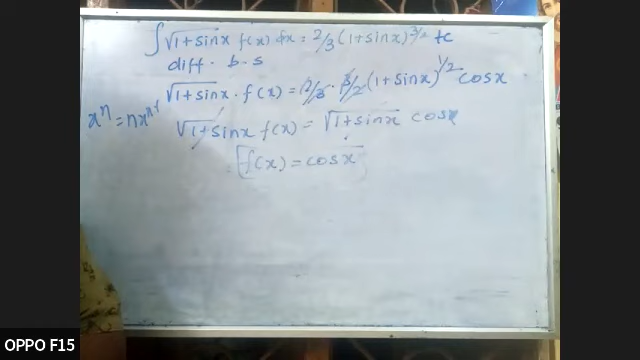 ∫√1+sinx f(x) dx = 2/3 (1+sinx)^3/2 +c
diff. b.s
√1+sinx . f(x) = 2/3 . 3/2 (1+sinx)^1/2 cosx
x^n = nx^n-1
√1+sinx f(x) = √1+sinx cosx
f(x) = cosx
OPPO F15